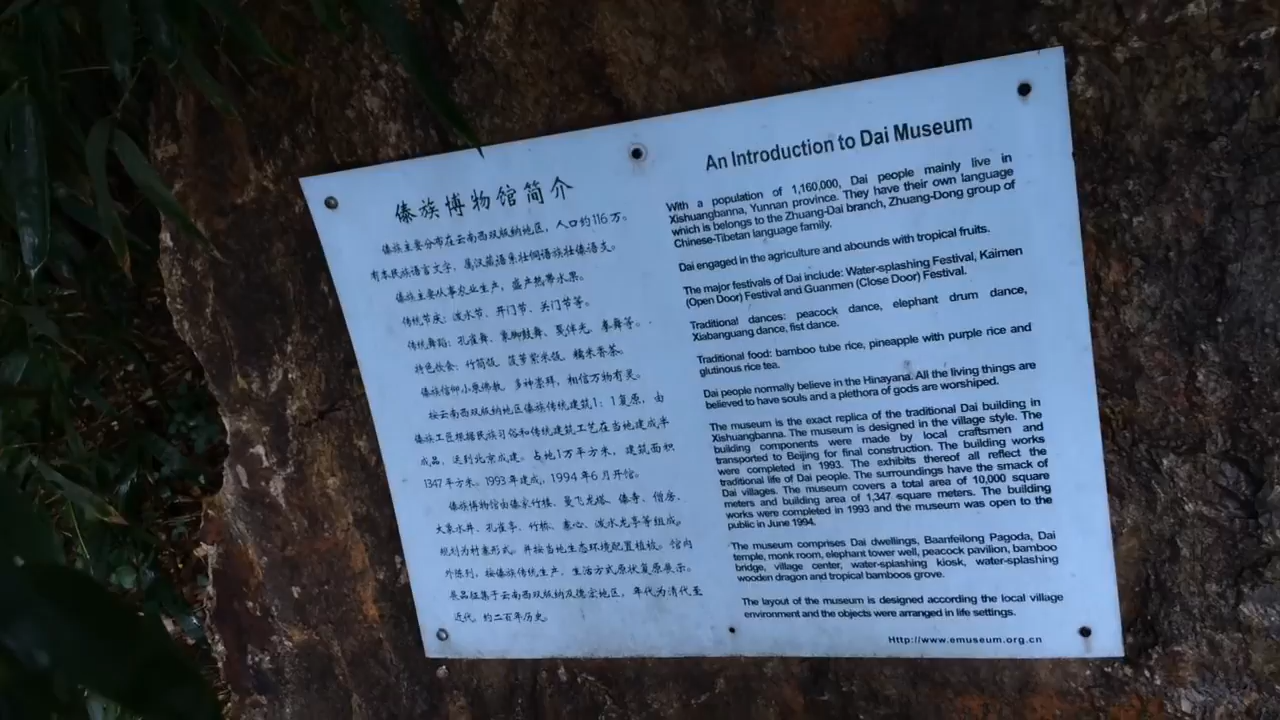 傣族博物馆简介
傣族主要分布在云南西双版纳地区，人口约116万。
有本民族语言文字，属汉藏语系壮侗语族壮傣语支。
傣族主要从事农业生产，盛产热带水果。
传统节庆：泼水节、开门节、关门节等。
传统舞蹈：孔雀舞、象脚鼓舞、戛伴光、拳舞等。
特色饮食：竹筒饭、菠萝紫米饭、糯米香茶。
傣族信仰小乘佛教，多神崇拜，相信万物有灵。
按云南西双版纳地区傣族传统建筑1：1复原，由
傣族工匠根据民族习俗和传统建筑工艺在当地建成半
成品，运到北京成建。占地1万平方米，建筑面积
1347平方米。1993年建成，1994年6月开馆。
傣族博物馆由傣家竹楼、曼飞龙塔、傣寺、僧房、
大象水井、孔雀亭、竹桥、寨心、泼水龙亭等组成。
规划为村寨形式。并按当地生态环境配置植被。馆内
外陈列，按傣族传统生产、生活方式原状复原展示。
展品征集于云南西双版纳及德宏地区，年代为清代至
近代，约二百年历史。
An Introduction to Dai Museum
With a population of 1,160,000, Dai people mainly live in
Xishuangbanna, Yunnan province. They have their own language
which is belongs to the Zhuang-Dai branch, Zhuang-Dong group of
Chinese-Tibetan language family.
Dai engaged in the agriculture and abounds with tropical fruits.
The major festivals of Dai include: Water-splashing Festival, Kaimen
(Open Door) Festival and Guanmen (Close Door) Festival.
Traditional dances: peacock dance, elephant drum dance,
Xiabanguang dance, fist dance.
Traditional food: bamboo tube rice, pineapple with purple rice and
glutinous rice tea.
Dai people normally believe in the Hinayana. All the living things are
believed to have souls and a plethora of gods are worshiped.
The museum is the exact replica of the traditional Dai building in
Xishuangbanna. The museum is designed in the village style. The
building components were made by local craftsmen and
transported to Beijing for final construction. The building works
were completed in 1993. The exhibits thereof all reflect the
traditional life of Dai people. The surroundings have the smack of
Dai villages. The museum covers a total area of 10,000 square
meters and building area of 1,347 square meters. The building
works were completed in 1993 and the museum was open to the
public in June 1994.
The museum comprises Dai dwellings, Baanfeilong Pagoda, Dai
temple, monk room, elephant tower well, peacock pavilion, bamboo
bridge, village center, water-splashing kiosk, water-splashing
wooden dragon and tropical bamboos grove.
The layout of the museum is designed according the local village
environment and the objects were arranged in life settings.
Http://www.emuseum.org.cn